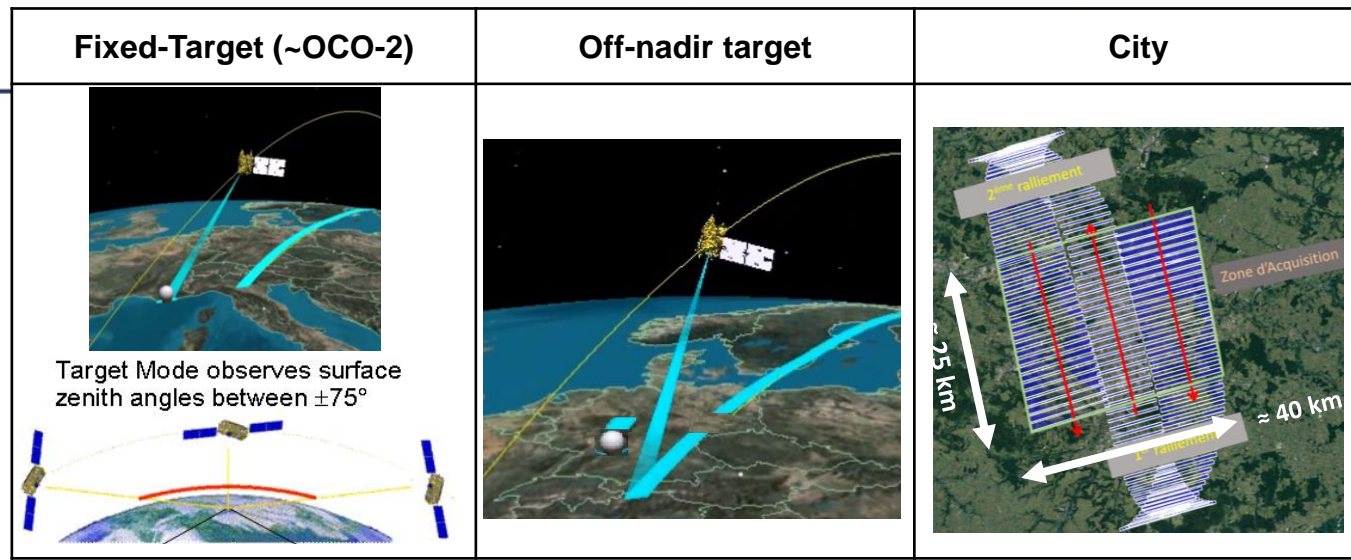 Fixed-Target (~OCO-2)
Off-nadir target
City
Target Mode observes surface
zenith angles between ±75°
2ème ralliement
Zone d'Acquisition
≈ 25 km
≈ 40 km
1er ralliement